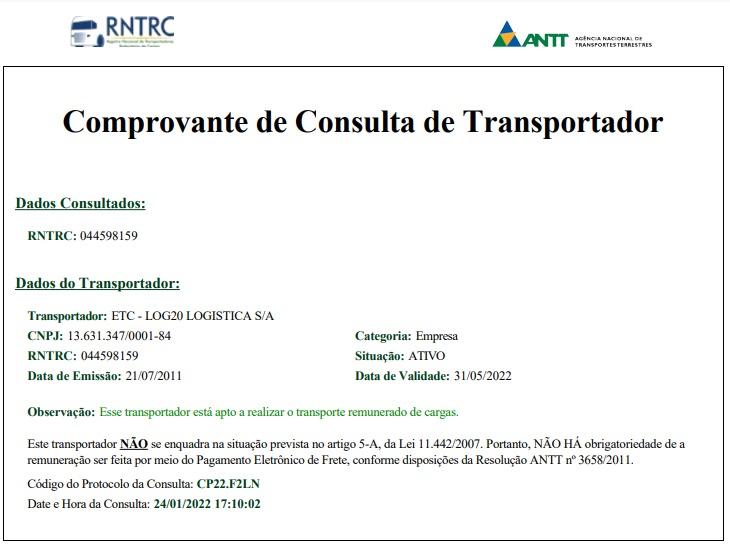 RNTRC
Registro Nacional de Transportadores
Rodoviários de Cargas
ANTT
AGÊNCIA NACIONAL DE
TRANSPORTES TERRESTRES
Comprovante de Consulta de Transportador
Dados Consultados:
RNTRC: 044598159
Dados do Transportador:
Transportador: ETC - LOG20 LOGISTICA S/A
CNPJ: 13.631.347/0001-84
Categoria: Empresa
RNTRC: 044598159
Situação: ATIVO
Data de Emissão: 21/07/2011
Data de Validade: 31/05/2022
Observação: Esse transportador está apto a realizar o transporte remunerado de cargas.
Este transportador NÃO se enquadra na situação prevista no artigo 5-A, da Lei 11.442/2007. Portanto, NÃO HÁ obrigatoriedade de a
remuneração ser feita por meio do Pagamento Eletrônico de Frete, conforme disposições da Resolução ANTT nº 3658/2011.
Código do Protocolo da Consulta: CP22.F2LN
Date e Hora da Consulta: 24/01/2022 17:10:02